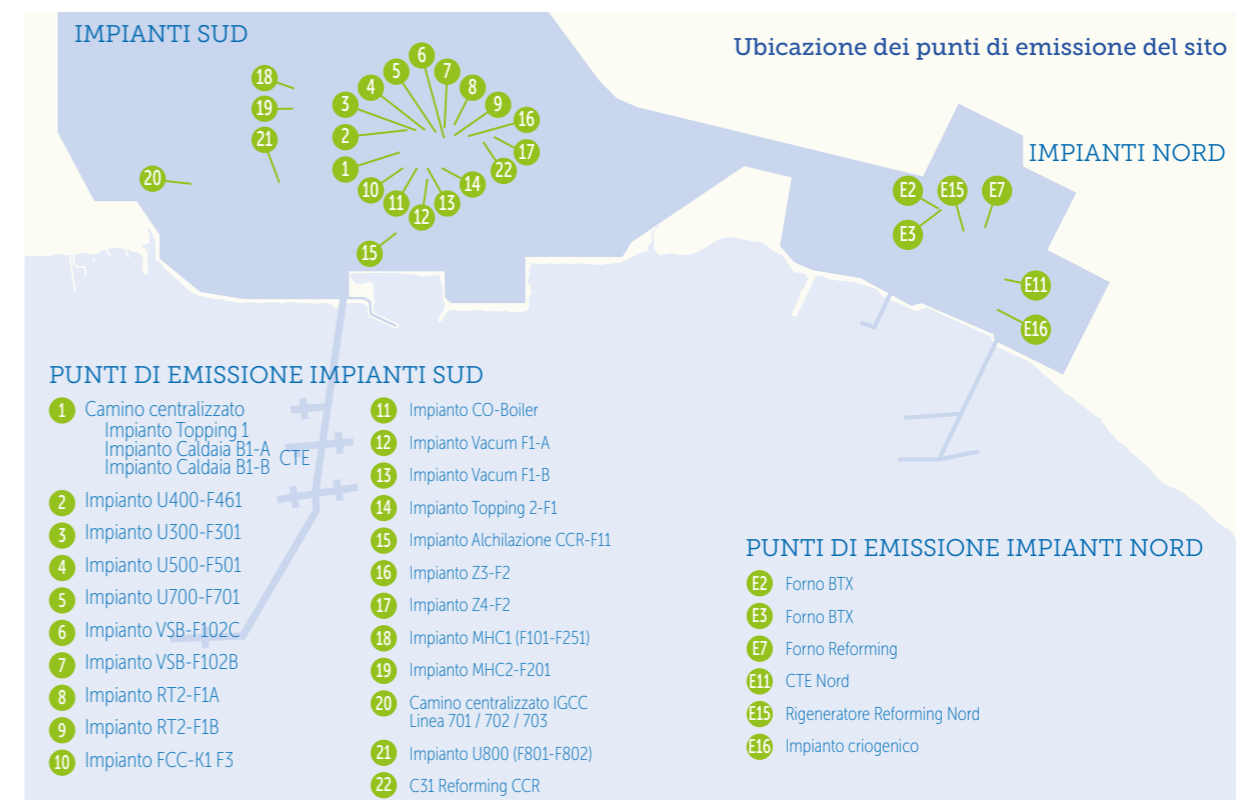 IMPIANTI SUD
Ubicazione dei punti di emissione del sito
IMPIANTI NORD
6
5
7
18
4
8
3
9
19
16
2
21
17
1
22
20
10
14
11
13
12
15
E2
E15
E7
E3
E11
E16
PUNTI DI EMISSIONE IMPIANTI SUD
1 Camino centralizzato
Impianto Topping 1
Impianto Caldaia B1-A
Impianto Caldaia B1-B
CTE
2 Impianto U400-F461
3 Impianto U300-F301
4 Impianto U500-F501
5 Impianto U700-F701
6 Impianto VSB-F102C
7 Impianto VSB-F102B
8 Impianto RT2-F1A
9 Impianto RT2-F1B
10 Impianto FCC-K1 F3
11 Impianto CO-Boiler
12 Impianto Vacum F1-A
13 Impianto Vacum F1-B
14 Impianto Topping 2-F1
15 Impianto Alchilazione CCR-F11
16 Impianto Z3-F2
17 Impianto Z4-F2
18 Impianto MHC1 (F101-F251)
19 Impianto MHC2-F201
20 Camino centralizzato IGCC
Linea 701 / 702 / 703
21 Impianto U800 (F801-F802)
22 C31 Reforming CCR
PUNTI DI EMISSIONE IMPIANTI NORD
E2 Forno BTX
E3 Forno BTX
E7 Forno Reforming
E11 CTE Nord
E15 Rigeneratore Reforming Nord
E16 Impianto criogenico